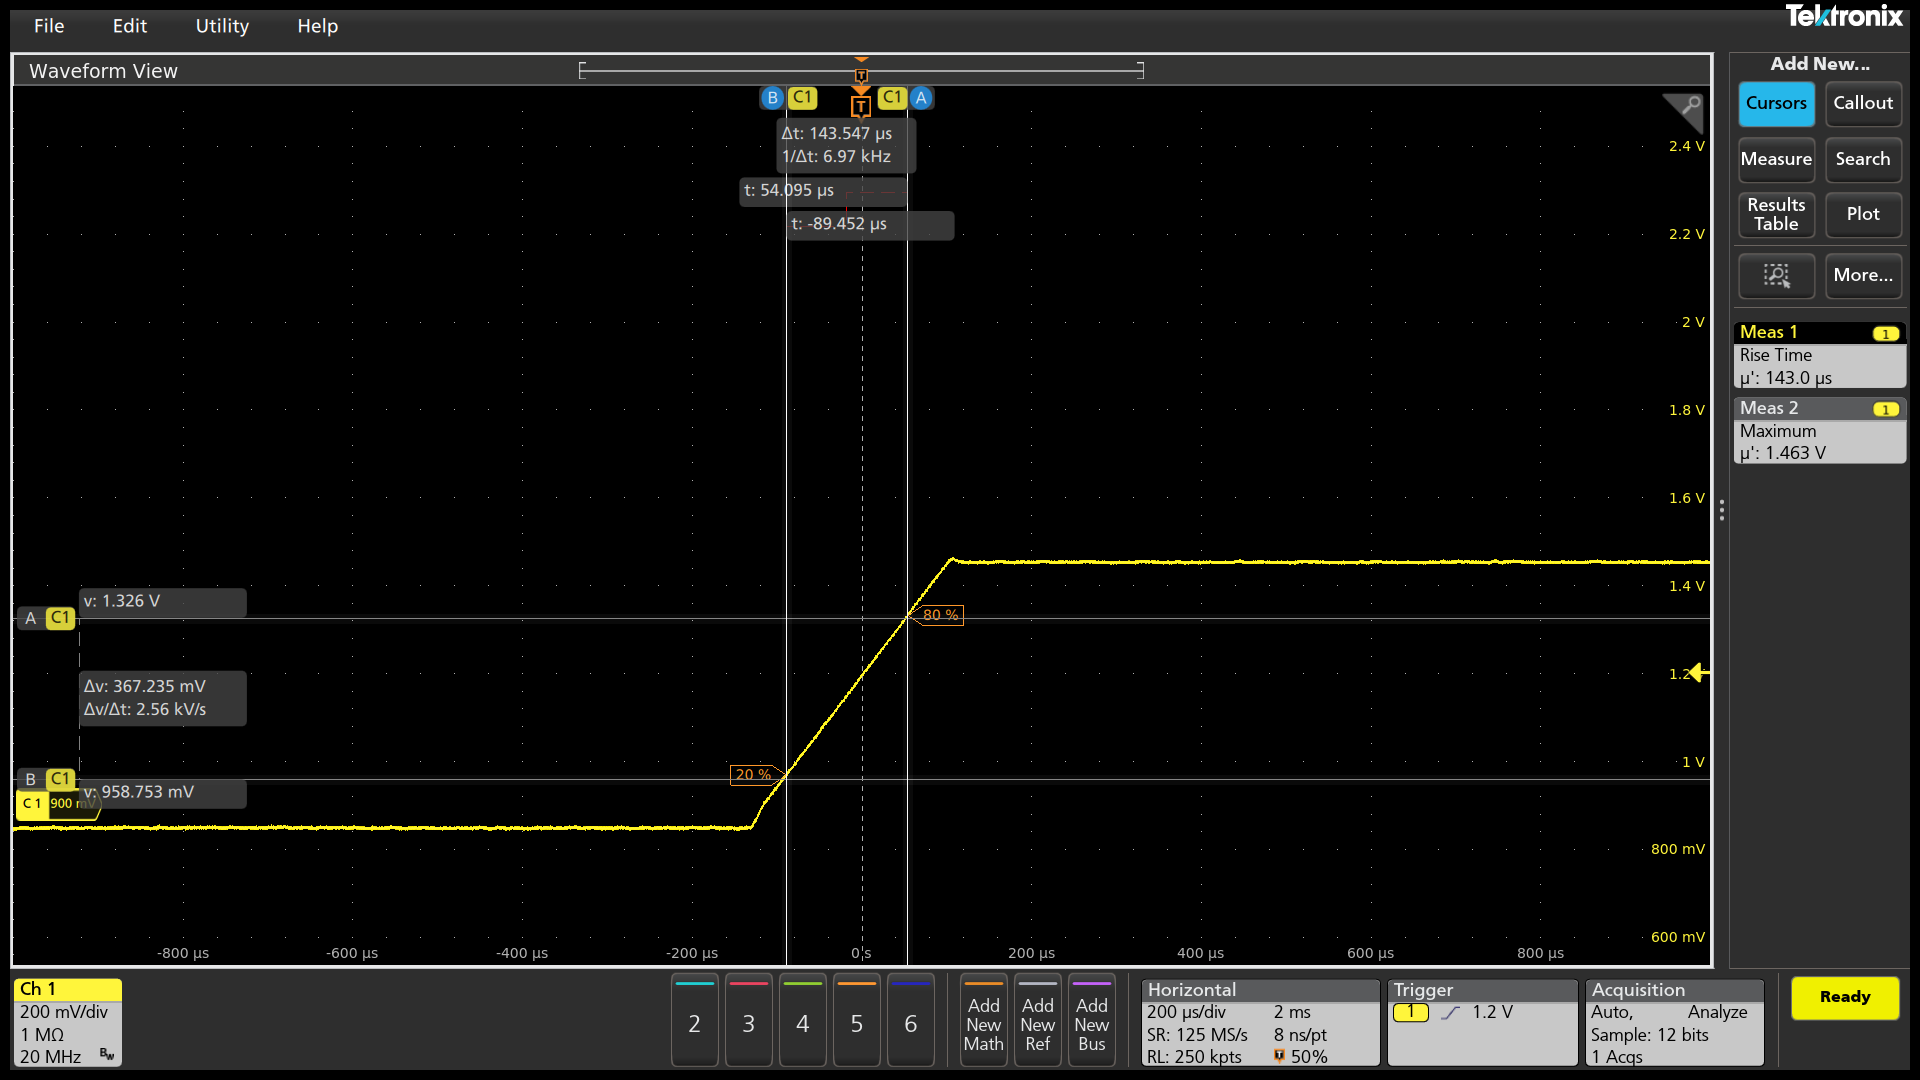 File Edit Utility Help
Tektronix
Waveform View
Add New...
T
B C1 T C1 A
Cursors Callout
Δt: 143.547 µs
1/Δt: 6.97 kHz
2.4 V
Measure Search
t: 54.095 µs
Results
Table
Plot
t: -89.452 µs
2.2 V
More...
2 V
Meas 1 1
Rise Time
µ': 143.0 µs
1.8 V
Meas 2 1
Maximum
µ': 1.463 V
1.6 V
1.4 V
v: 1.326 V
A C1
80 %
1.2
Δv: 367.235 mV
Δv/Δt: 2.56 kV/s
1 V
20 %
B C1
v: 958.753 mV
C 1 900 mV
800 mV
600 mV
-800 µs -600 µs -400 µs -200 µs 0 s 200 µs 400 µs 600 µs 800 µs
Ch 1
200 mV/div
1 MΩ
20 MHz Bw
2 3 4 5 6
Add
New
Math
Add
New
Ref
Add
New
Bus
Horizontal
200 µs/div 2 ms
SR: 125 MS/s 8 ns/pt
RL: 250 kpts T 50%
Trigger
1 1.2 V
Acquisition
Auto, Analyze
Sample: 12 bits
1 Acqs
Ready